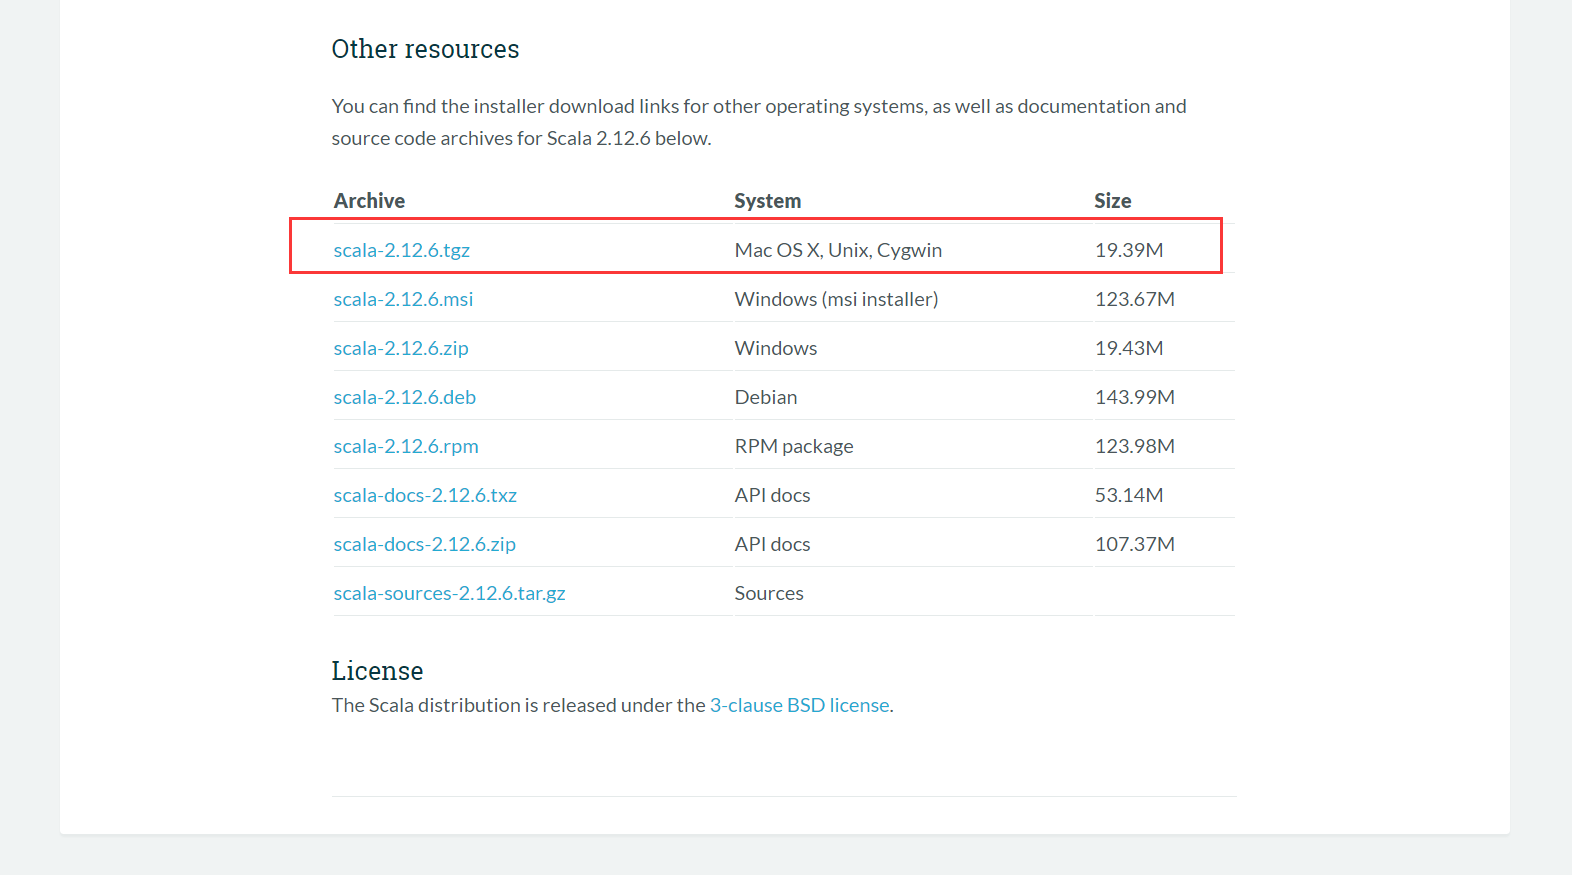 Other resources
You can find the installer download links for other operating systems, as well as documentation and
source code archives for Scala 2.12.6 below.
Archive System Size
scala-2.12.6.tgz Mac OS X, Unix, Cygwin 19.39M
scala-2.12.6.msi Windows (msi installer) 123.67M
scala-2.12.6.zip Windows 19.43M
scala-2.12.6.deb Debian 143.99M
scala-2.12.6.rpm RPM package 123.98M
scala-docs-2.12.6.txz API docs 53.14M
scala-docs-2.12.6.zip API docs 107.37M
scala-sources-2.12.6.tar.gz Sources
License
The Scala distribution is released under the 3-clause BSD license.